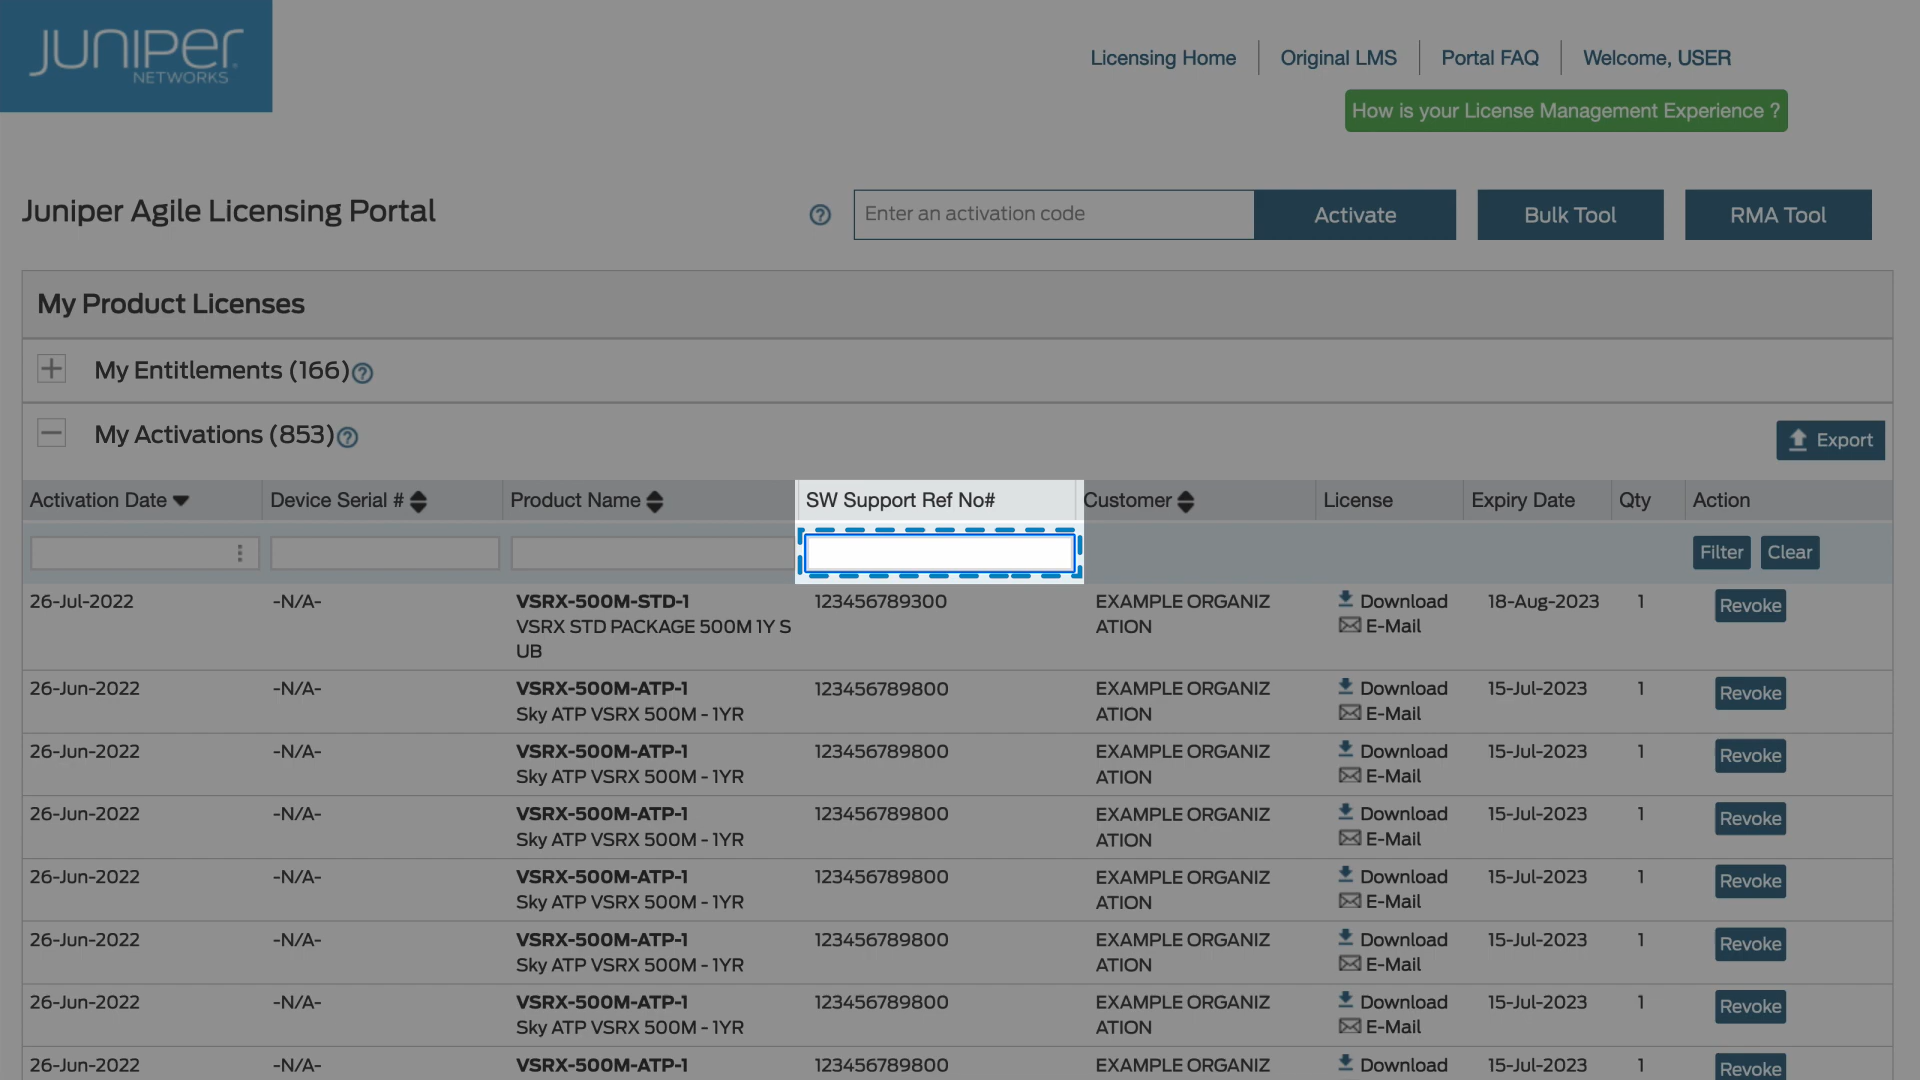 JUNIPer
NETWORKS
Licensing Home
Original LMS
Portal FAQ
Welcome, USER
How is your License Management Experience ?
Juniper Agile Licensing Portal
Enter an activation code
Activate
Bulk Tool
RMA Tool
My Product Licenses
My Entitlements (166)
My Activations (853)
Export
Activation Date
Device Serial #
Product Name
SW Support Ref No#
Customer
License
Expiry Date
Qty
Action
Filter
Clear
26-Jul-2022
-N/A-
VSRX-500M-STD-1
VSRX STD PACKAGE 500M 1Y S
UB
123456789300
EXAMPLE ORGANIZ
ATION
Download
E-Mail
18-Aug-2023
1
Revoke
26-Jun-2022
-N/A-
VSRX-500M-ATP-1
Sky ATP VSRX 500M - 1YR
123456789800
EXAMPLE ORGANIZ
ATION
Download
E-Mail
15-Jul-2023
1
Revoke
26-Jun-2022
-N/A-
VSRX-500M-ATP-1
Sky ATP VSRX 500M - 1YR
123456789800
EXAMPLE ORGANIZ
ATION
Download
E-Mail
15-Jul-2023
1
Revoke
26-Jun-2022
-N/A-
VSRX-500M-ATP-1
Sky ATP VSRX 500M - 1YR
123456789800
EXAMPLE ORGANIZ
ATION
Download
E-Mail
15-Jul-2023
1
Revoke
26-Jun-2022
-N/A-
VSRX-500M-ATP-1
Sky ATP VSRX 500M - 1YR
123456789800
EXAMPLE ORGANIZ
ATION
Download
E-Mail
15-Jul-2023
1
Revoke
26-Jun-2022
-N/A-
VSRX-500M-ATP-1
Sky ATP VSRX 500M - 1YR
123456789800
EXAMPLE ORGANIZ
ATION
Download
E-Mail
15-Jul-2023
1
Revoke
26-Jun-2022
-N/A-
VSRX-500M-ATP-1
Sky ATP VSRX 500M - 1YR
123456789800
EXAMPLE ORGANIZ
ATION
Download
E-Mail
15-Jul-2023
1
Revoke
26-Jun-2022
-N/A-
VSRX-500M-ATP-1
123456789800
EXAMPLE ORGANIZ
Download
15-Jul-2023
1
Revoke